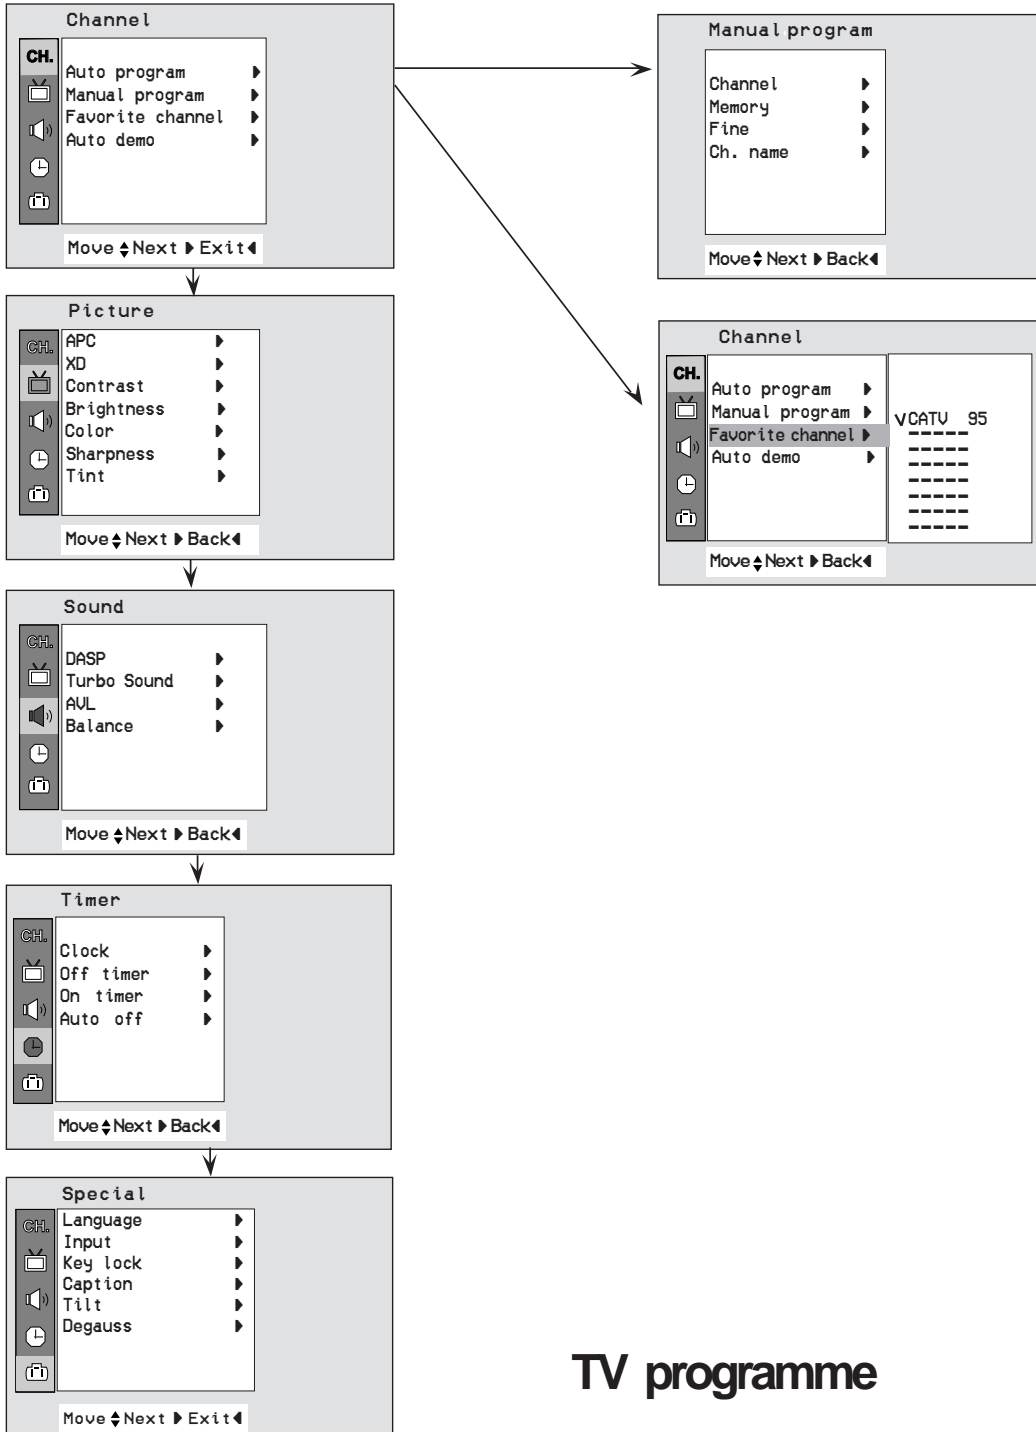 Channel
CH.
Auto program
Manual program
Favorite channel
Auto demo
Move Next Exit
Picture
CH.
APC
XD
Contrast
Brightness
Color
Sharpness
Tint
Move Next Back
Sound
CH.
DASP
Turbo Sound
AVL
Balance
Move Next Back
Timer
CH.
Clock
Off timer
On timer
Auto off
Move Next Back
Special
CH.
Language
Input
Key lock
Caption
Tilt
Degauss
Move Next Exit
Manual program
Channel
Memory
Fine
Ch. name
Move Next Back
Channel
CH.
Auto program
Manual program
Favorite channel
Auto demo
VCATV 95
-----
-----
-----
-----
-----
-----
-----
Move Next Back
TV programme